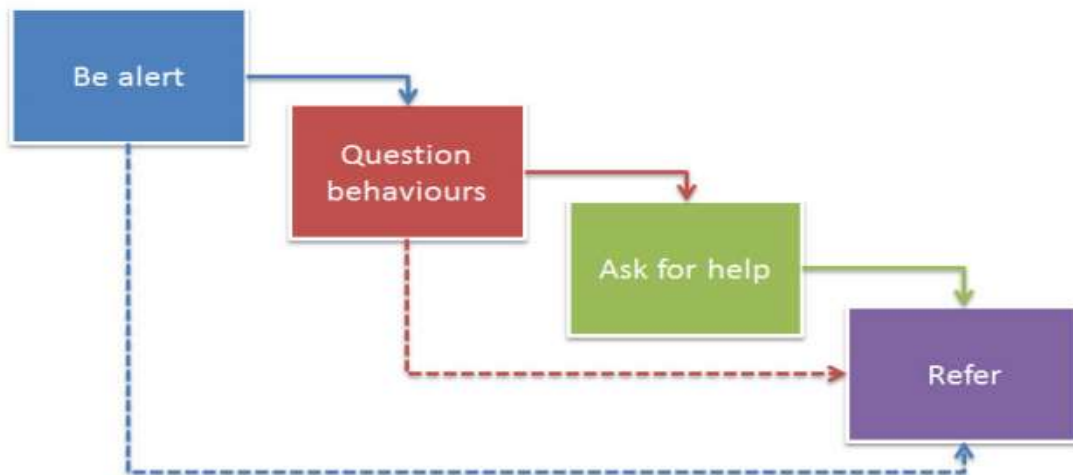 Be alert
Question
behaviours
Ask for help
Refer